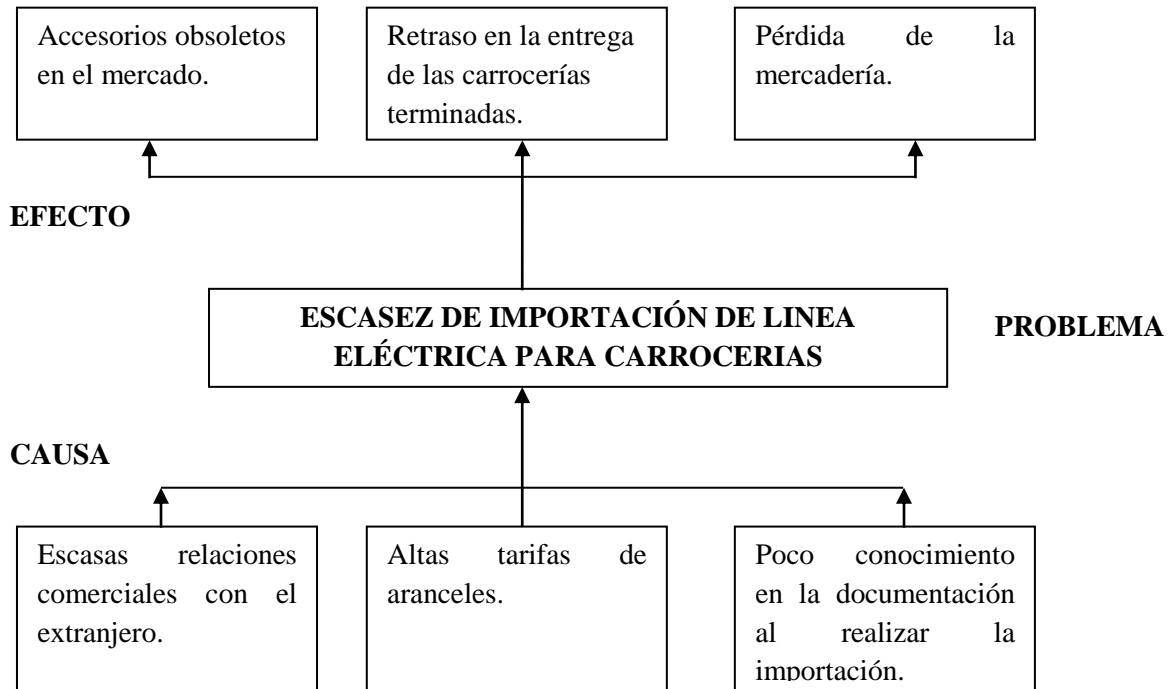 Accesorios obsoletos
en el mercado.
Retraso en la entrega
de las carrocerías
terminadas.
Pérdida de la
mercadería.
EFECTO
ESCASEZ DE IMPORTACIÓN DE LINEA
ELÉCTRICA PARA CARROCERIAS
PROBLEMA
CAUSA
Escasas relaciones
comerciales con el
extranjero.
Altas tarifas de
aranceles.
Poco conocimiento
en la documentación
al realizar la
importación.